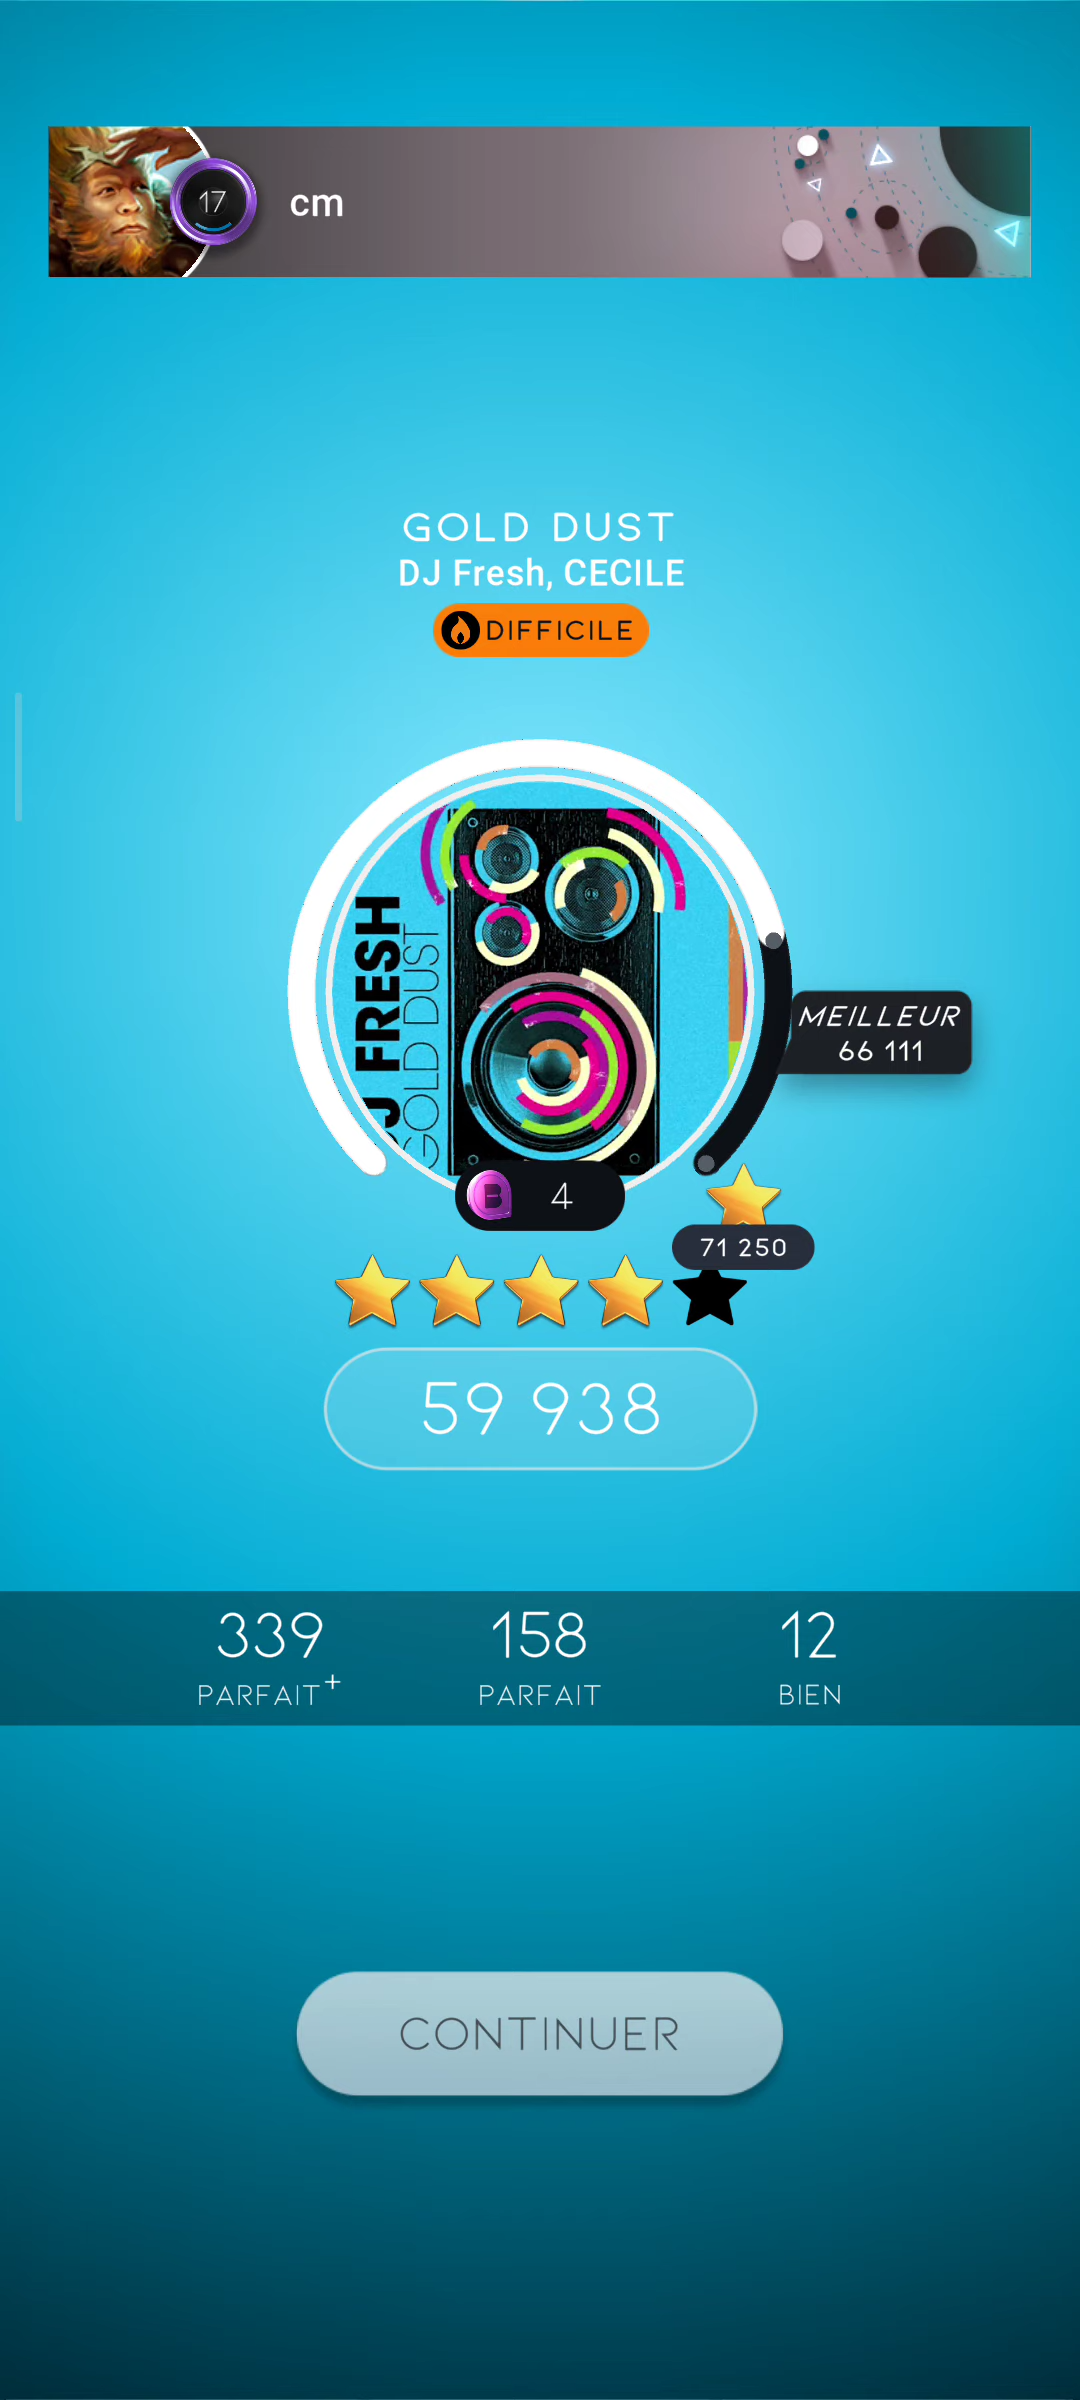 17
cm
GOLD DUST
DJ Fresh, CECILE
DIFFICILE
DJ FRESH
GOLD DUST
MEILLEUR
66 111
B 4
71 250
59 938
339 158 12
PARFAIT+ PARFAIT BIEN
CONTINUER